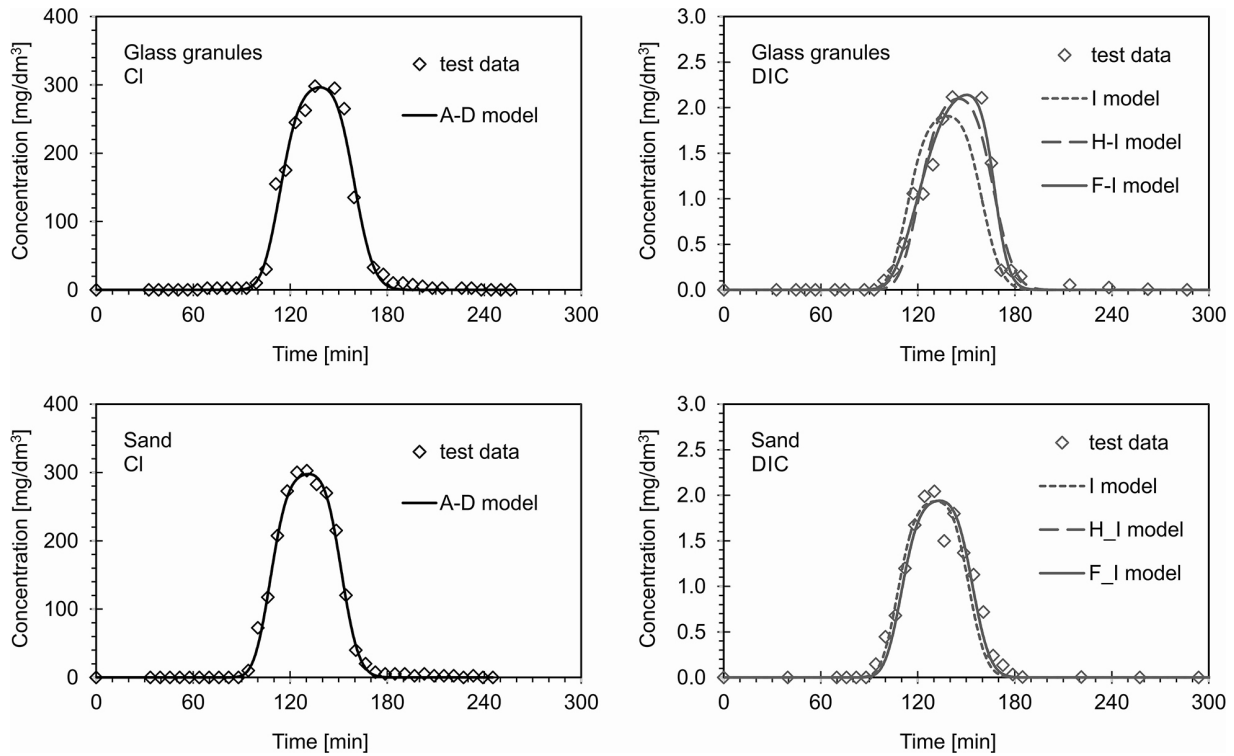 400
300
200
100
0
Concentration [mg/dm³]
Glass granules
Cl
test data
A-D model
0 60 120 180 240 300
Time [min]
3.0
2.5
2.0
1.5
1.0
0.5
0.0
Concentration [mg/dm³]
Glass granules
DIC
test data
I model
H-I model
F-I model
0 60 120 180 240 300
Time [min]
400
300
200
100
0
Concentration [mg/dm³]
Sand
Cl
test data
A-D model
0 60 120 180 240 300
Time [min]
3.0
2.5
2.0
1.5
1.0
0.5
0.0
Concentration [mg/dm³]
Sand
DIC
test data
I model
H_I model
F_I model
0 60 120 180 240 300
Time [min]